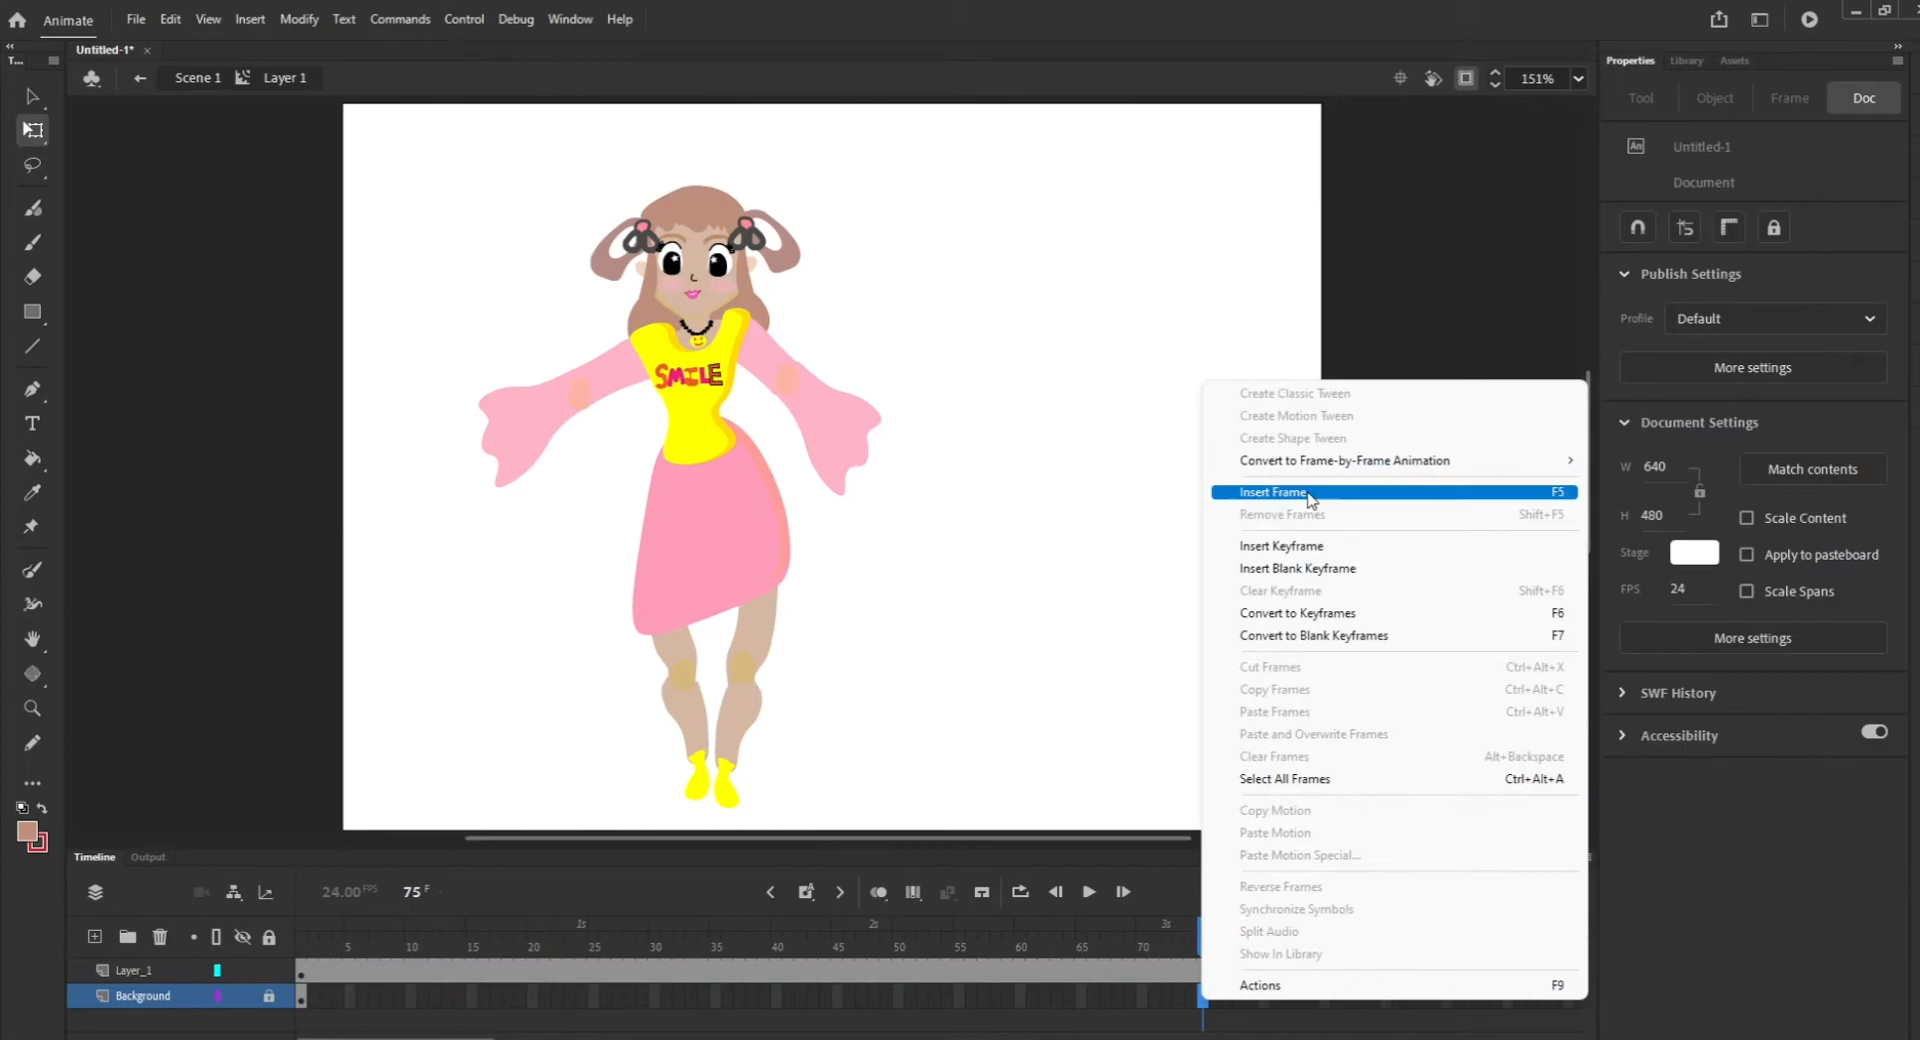 Animate File Edit View Insert Modify Text Commands Control Debug Window Help
Untitled-1* ×
T...
Scene 1 Layer 1 151%
Properties Library Assets
Tool Object Frame Doc
An Untitled-1
Document
Publish Settings
Profile Default
More settings
Document Settings
W 640 Match contents
H 480 Scale Content
Stage Apply to pasteboard
FPS 24 Scale Spans
More settings
SWF History
Accessibility
SMILE
Create Classic Tween
Create Motion Tween
Create Shape Tween
Convert to Frame-by-Frame Animation
Insert Frame F5
Remove Frames Shift+F5
Insert Keyframe
Insert Blank Keyframe
Clear Keyframe Shift+F6
Convert to Keyframes F6
Convert to Blank Keyframes F7
Cut Frames Ctrl+Alt+X
Copy Frames Ctrl+Alt+C
Paste Frames Ctrl+Alt+V
Paste and Overwrite Frames
Clear Frames Alt+Backspace
Select All Frames Ctrl+Alt+A
Copy Motion
Paste Motion
Paste Motion Special...
Reverse Frames
Synchronize Symbols
Split Audio
Show In Library
Actions F9
Timeline Output
24.00 FPS 75 F
1s 2s 3s
5 10 15 20 25 30 35 40 45 50 55 60 65 70
Layer_1
Background